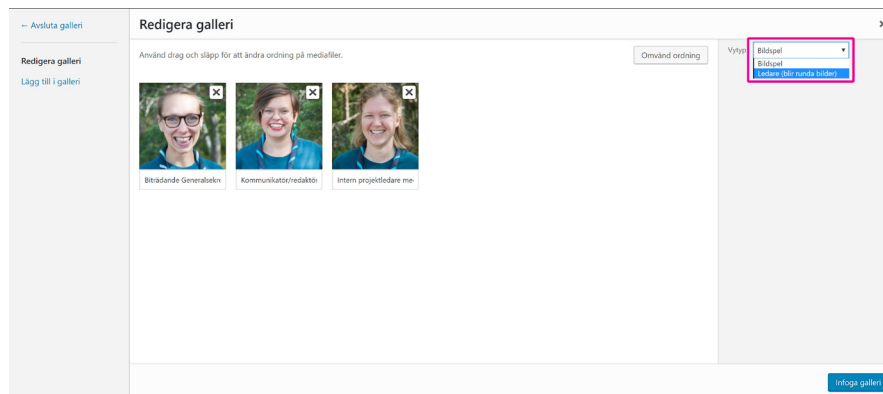 ← Avsluta galleri
Redigera galleri
Lägg till i galleri
Redigera galleri
Använd drag och släpp för att ändra ordning på mediafiler.
Omvänd ordning
Biträdande Generalsekre
Kommunikatör/redaktör
Intern projektledare me
Vytyp
Bildspel
Bildspel
Ledare (blir runda bilder)
Infoga galleri